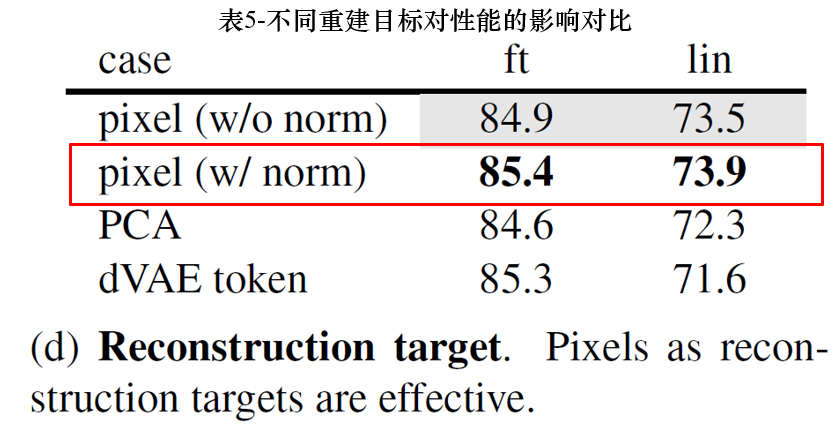 表5-不同重建目标对性能的影响对比
case ft lin
pixel (w/o norm) 84.9 73.5
pixel (w/ norm) 85.4 73.9
PCA 84.6 72.3
dVAE token 85.3 71.6
(d) Reconstruction target. Pixels as recon-
struction targets are effective.